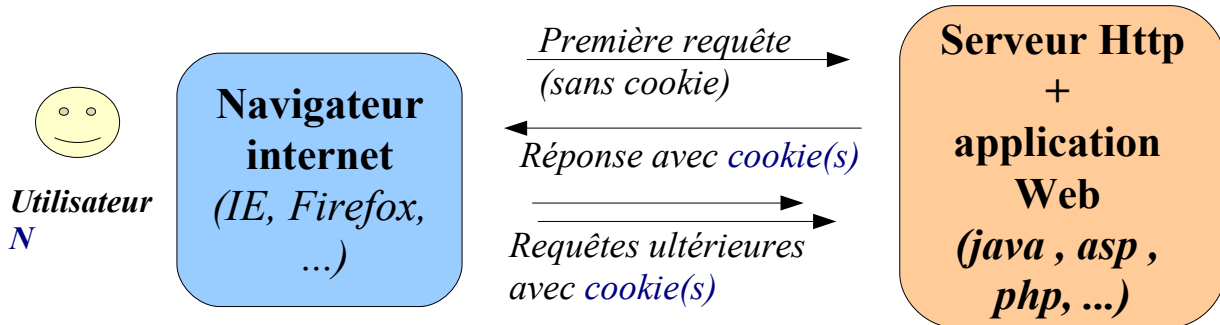 Utilisateur
N
Navigateur
internet
(IE, Firefox,
...)
Première requête
(sans cookie)
Réponse avec cookie(s)
Requêtes ultérieures
avec cookie(s)
Serveur Http
+
application
Web
(java , asp ,
php, ...)